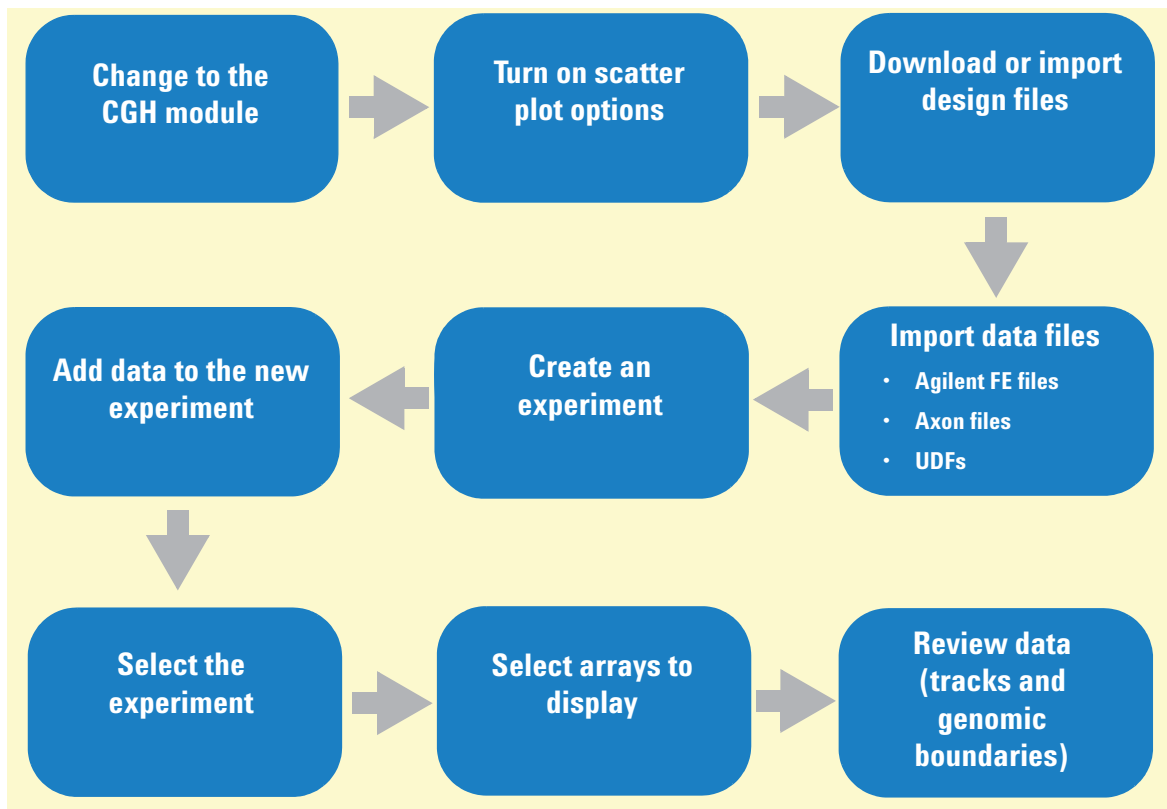 Change to the
CGH module
Turn on scatter
plot options
Download or import
design files
Import data files
• Agilent FE files
• Axon files
• UDFs
Create an
experiment
Add data to the new
experiment
Select the
experiment
Select arrays to
display
Review data
(tracks and
genomic
boundaries)